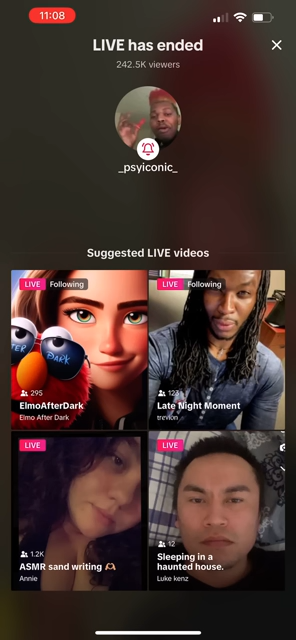 11:08
LIVE has ended
242.5K viewers
_psyiconic_
Suggested LIVE videos
LIVE Following
LIVE Following
DARK
295
ElmoAfterDark
Elmo After Dark
123
Late Night Moment
trevion
LIVE
LIVE
1.2K
ASMR sand writing 🫶🏼
Annie
12
Sleeping in a
haunted house.
Luke kenz